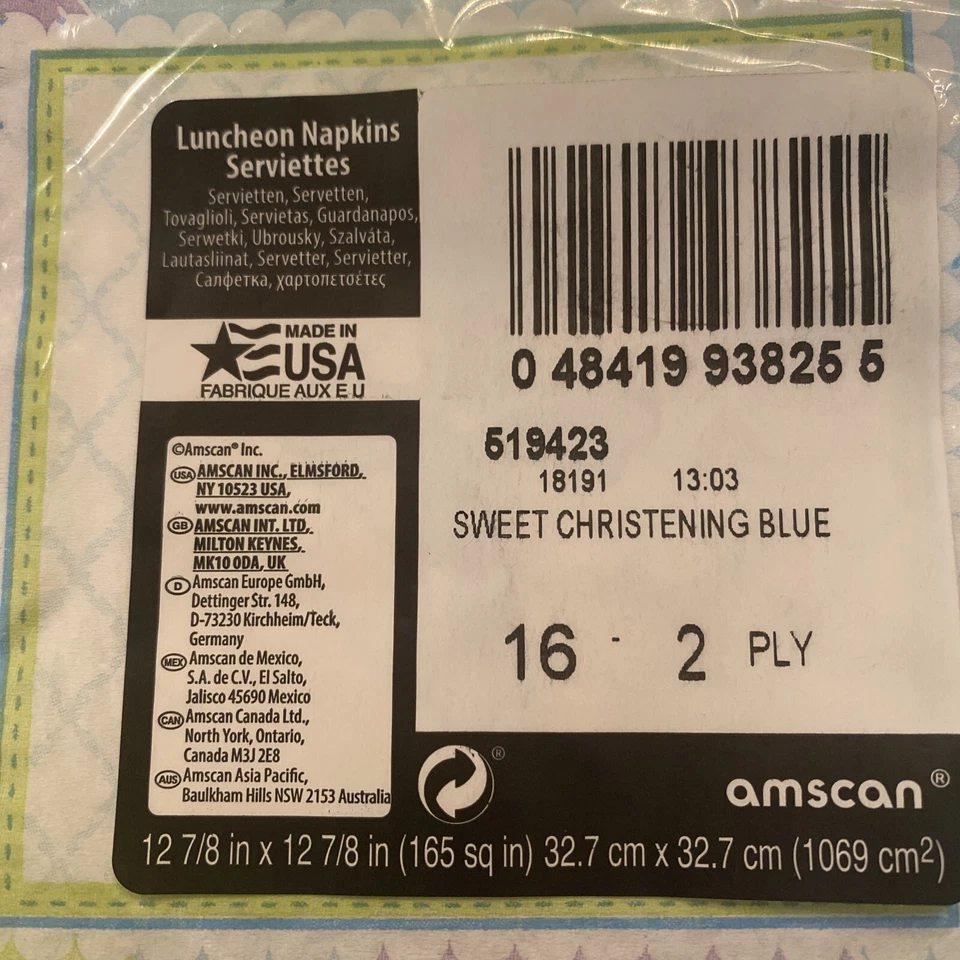 Luncheon Napkins
Serviettes
Servietten, Servetten,
Tovaglioli, Servietas, Guardanapos,
Serwetki, Ubrousky, Szalváta,
Lautasliinat, Servetter, Servietter,
Салфетка, χαρτοπετσέτες
MADE IN
USA
FABRIQUE AUX E U
©Amscan® Inc.
USA AMSCAN INC., ELMSFORD,
NY 10523 USA,
www.amscan.com
GB AMSCAN INT. LTD,
MILTON KEYNES,
MK10 0DA, UK
D Amscan Europe GmbH,
Dettinger Str. 148,
D-73230 Kirchheim/Teck,
Germany
MEX Amscan de Mexico,
S.A. de C.V., El Salto,
Jalisco 45690 Mexico
CAN Amscan Canada Ltd.,
North York, Ontario,
Canada M3J 2E8
AUS Amscan Asia Pacific,
Baulkham Hills NSW 2153 Australia
0 48419 93825 5
519423
18191 13:03
SWEET CHRISTENING BLUE
16 - 2 PLY
®
amscan®
12 7/8 in x 12 7/8 in (165 sq in) 32.7 cm x 32.7 cm (1069 cm²)